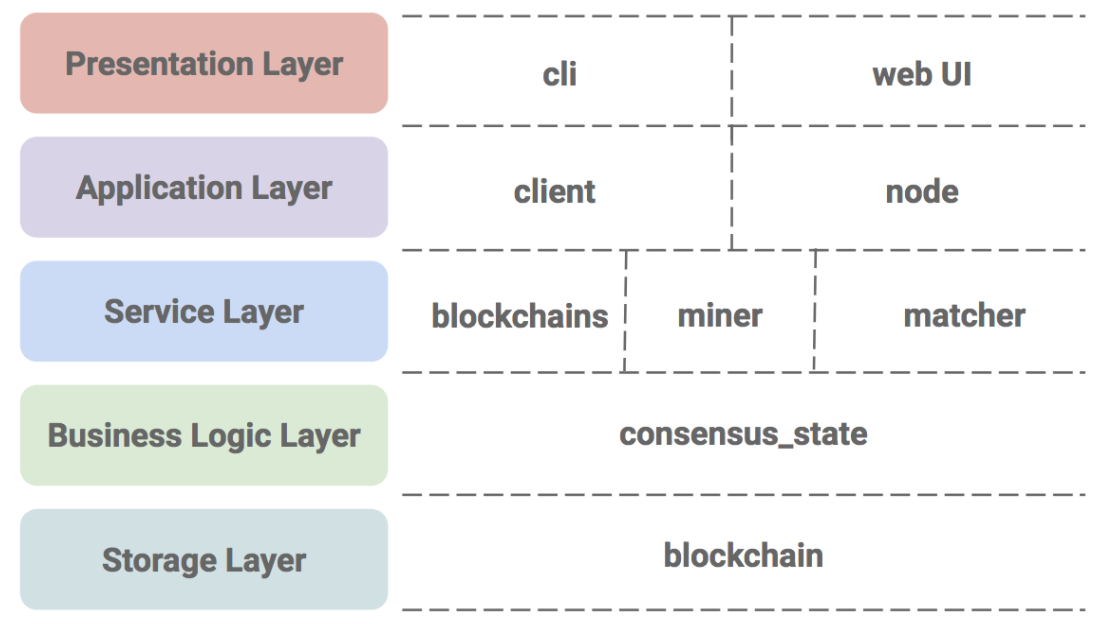 Presentation Layer
cli
web UI
Application Layer
client
node
Service Layer
blockchains
miner
matcher
Business Logic Layer
consensus_state
Storage Layer
blockchain